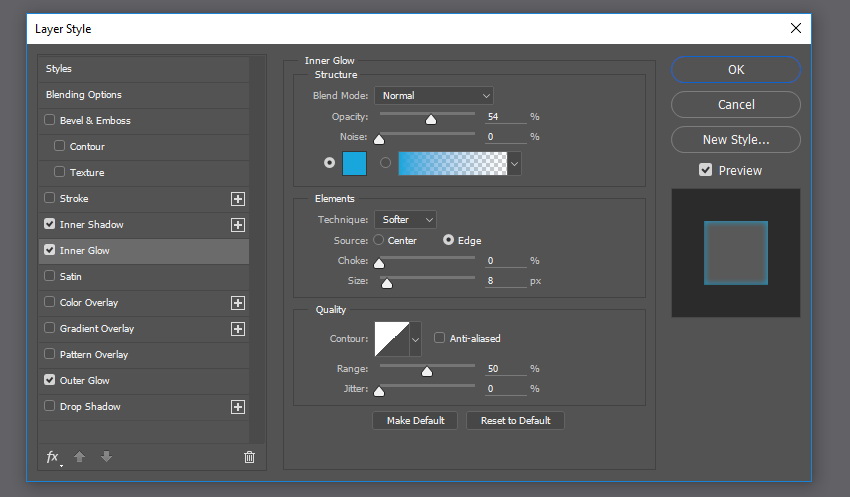 Layer Style
Styles
Blending Options
Bevel & Emboss
Contour
Texture
Stroke
Inner Shadow
Inner Glow
Satin
Color Overlay
Gradient Overlay
Pattern Overlay
Outer Glow
Drop Shadow
fx
Inner Glow
Structure
Blend Mode: Normal
Opacity: 54 %
Noise: 0 %
Elements
Technique: Softer
Source: Center Edge
Choke: 0 %
Size: 8 px
Quality
Contour: Anti-aliased
Range: 50 %
Jitter: 0 %
Make Default Reset to Default
OK
Cancel
New Style...
Preview